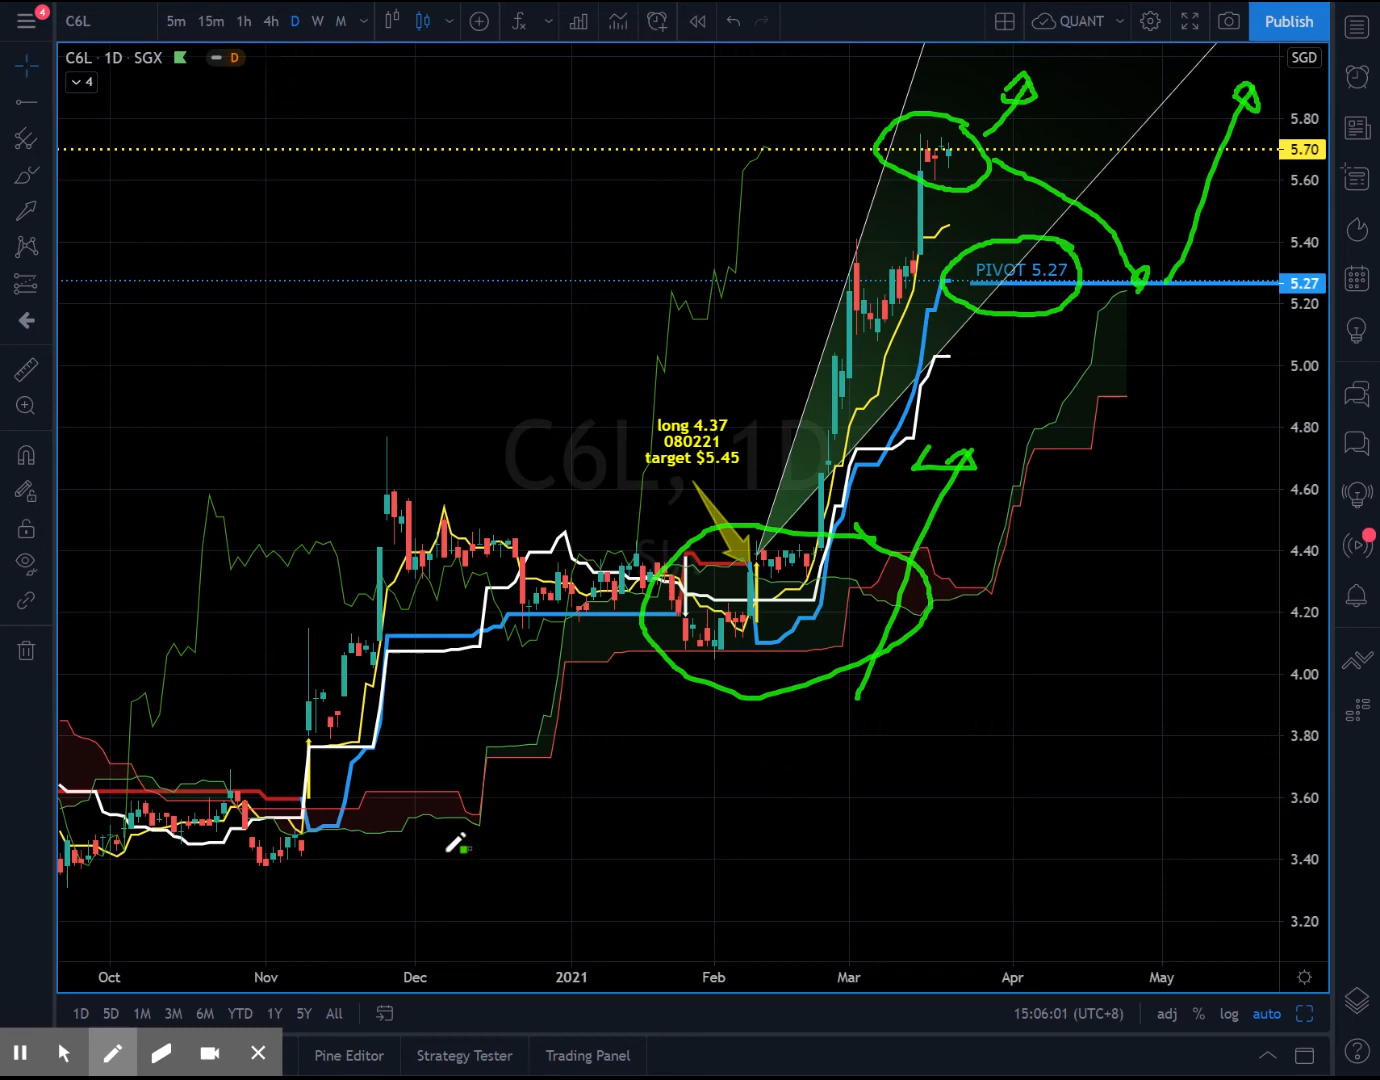 4
C6L
5m 15m 1h 4h D W M
QUANT
Publish
C6L · 1D · SGX
D
4
SGD
5.80
5.70
5.60
5.40
PIVOT 5.27
5.27
5.20
5.00
4.80
4.60
4.40
4.20
4.00
3.80
3.60
3.40
3.20
C6L, 1D
long 4.37
080221
target $5.45
Oct Nov Dec 2021 Feb Mar Apr May
1D 5D 1M 3M 6M YTD 1Y 5Y All
15:06:01 (UTC+8)
adj % log auto
Pine Editor Strategy Tester Trading Panel